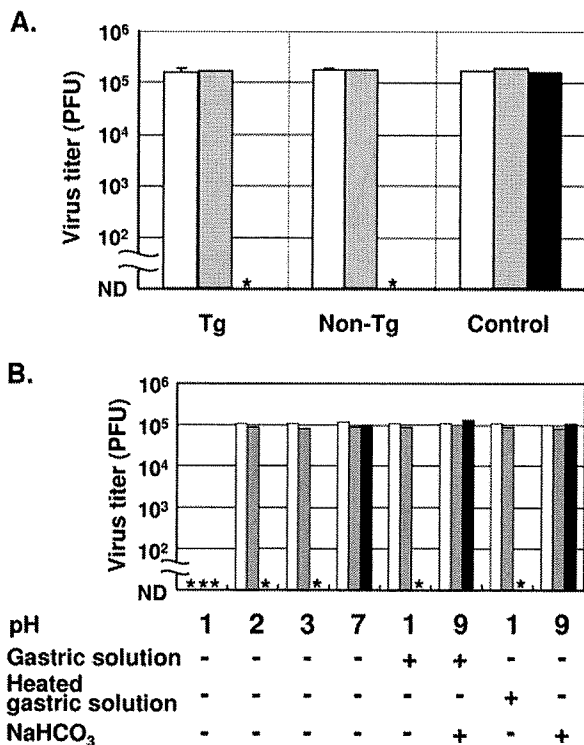 A.
Virus titer (PFU)
10⁶
10⁵
10⁴
10³
10²
ND
*
*
Tg Non-Tg Control
B.
Virus titer (PFU)
10⁶
10⁵
10⁴
10³
10²
ND
*** * * * *
pH 1 2 3 7 1 9 1 9
Gastric solution - - - - + + - -
Heated
gastric solution - - - - - - + -
NaHCO₃ - - - - - + - +